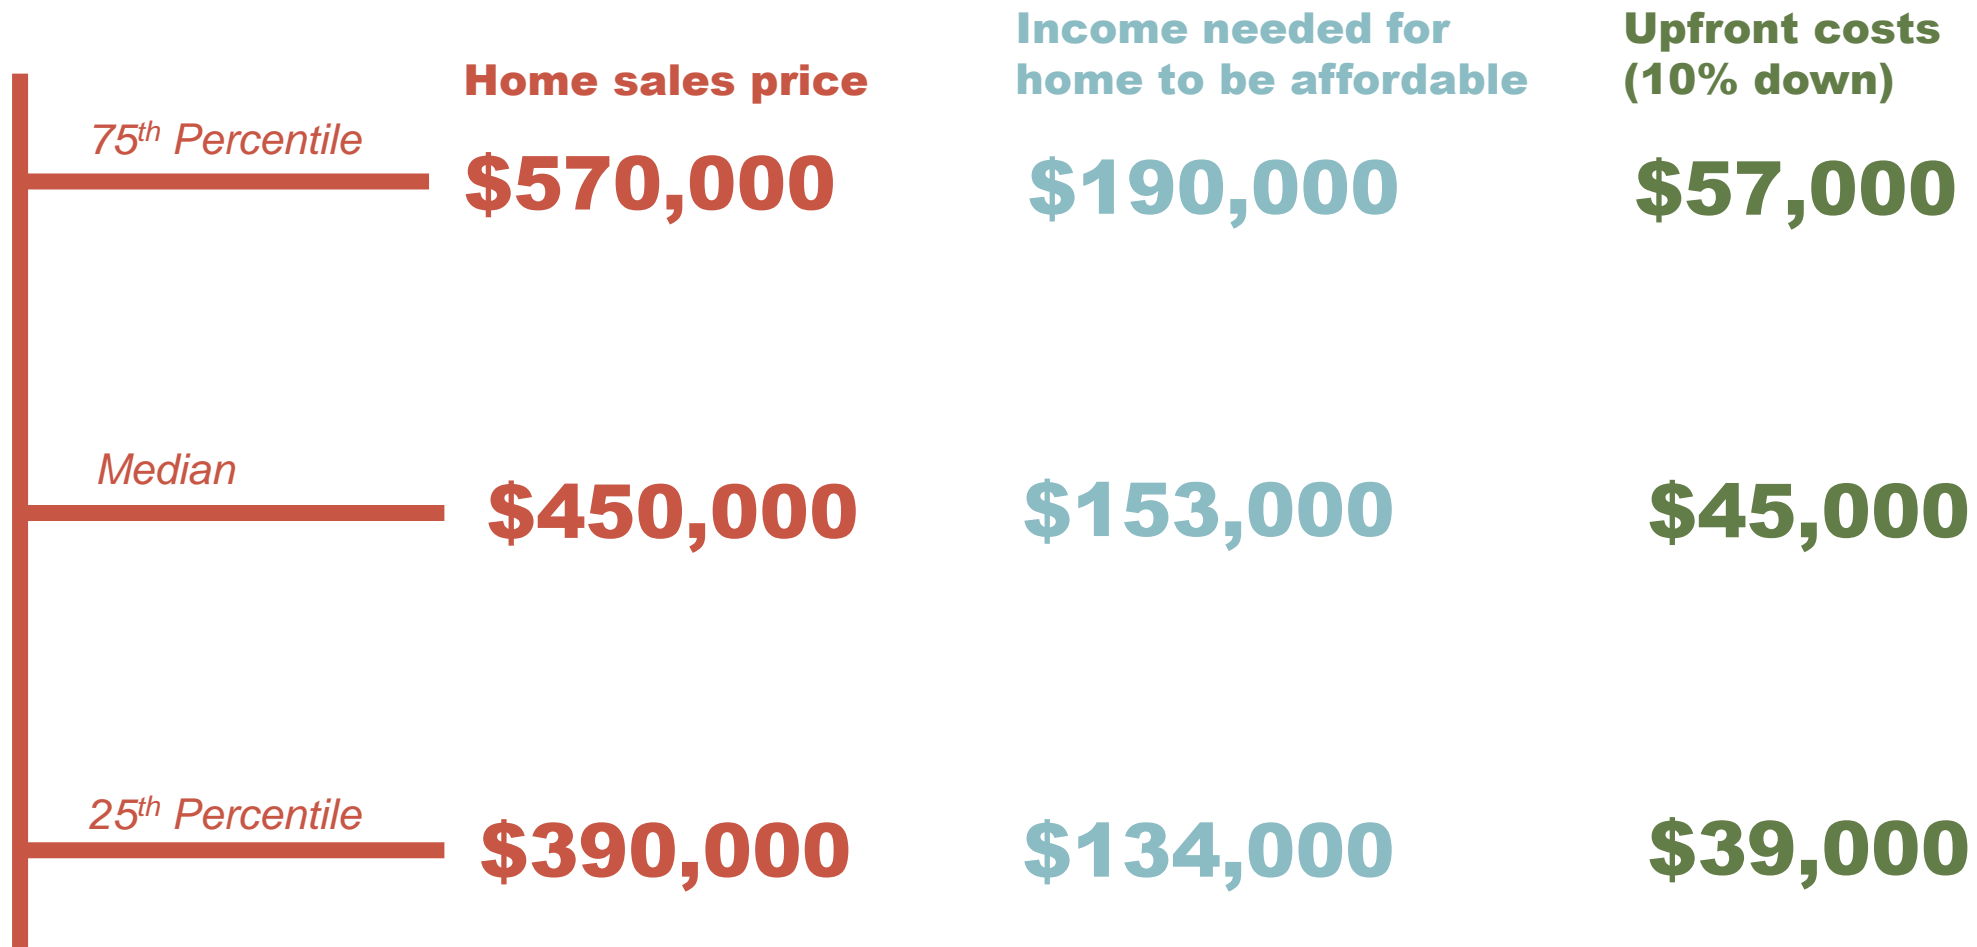 Home sales price
Income needed for
home to be affordable
Upfront costs
(10% down)
75th Percentile
$570,000
$190,000
$57,000
Median
$450,000
$153,000
$45,000
25th Percentile
$390,000
$134,000
$39,000